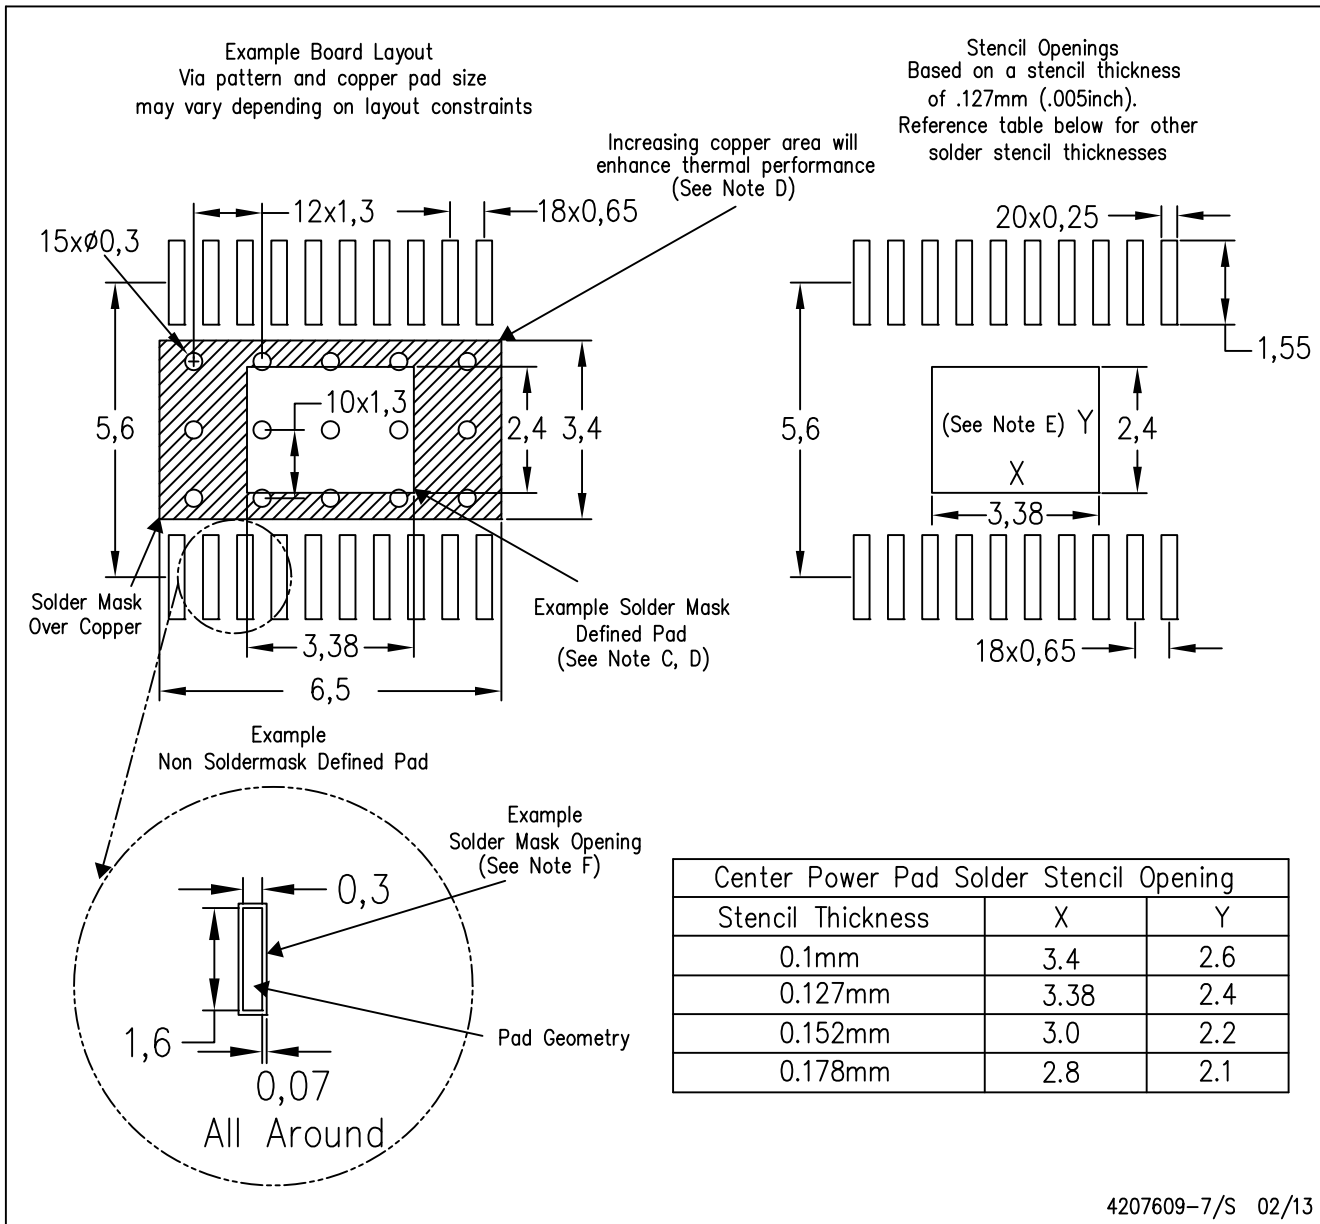 Example Board Layout
Via pattern and copper pad size
may vary depending on layout constraints
Stencil Openings
Based on a stencil thickness
of .127mm (.005inch).
Reference table below for other
solder stencil thicknesses
Increasing copper area will
enhance thermal performance
(See Note D)
12x1,3
18x0,65
15xø0,3
5,6
10x1,3
2,4
3,4
Solder Mask
Over Copper
3,38
6,5
Example Solder Mask
Defined Pad
(See Note C, D)
20x0,25
1,55
5,6
(See Note E)
Y
X
2,4
3,38
18x0,65
Example
Non Soldermask Defined Pad
Example
Solder Mask Opening
(See Note F)
0,3
1,6
Pad Geometry
0,07
All Around
Center Power Pad Solder Stencil Opening
Stencil Thickness X Y
0.1mm 3.4 2.6
0.127mm 3.38 2.4
0.152mm 3.0 2.2
0.178mm 2.8 2.1
4207609-7/S 02/13